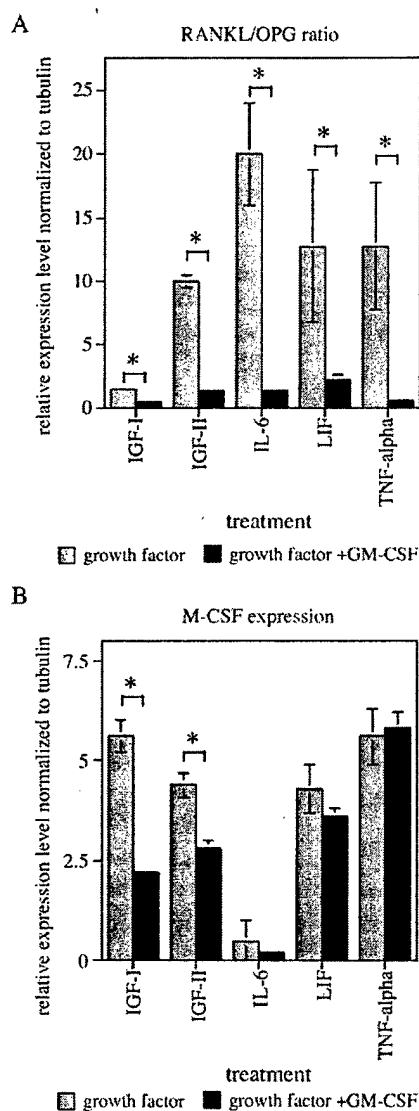 A
RANKL/OPG ratio
relative expression level normalized to tubulin
25
20
15
10
5
0
*
*
*
*
*
IGF-I
IGF-II
IL-6
LIF
TNF-alpha
treatment
growth factor
growth factor +GM-CSF
B
M-CSF expression
relative expression level normalized to tubulin
7.5
5
2.5
0
*
*
IGF-I
IGF-II
IL-6
LIF
TNF-alpha
treatment
growth factor
growth factor +GM-CSF